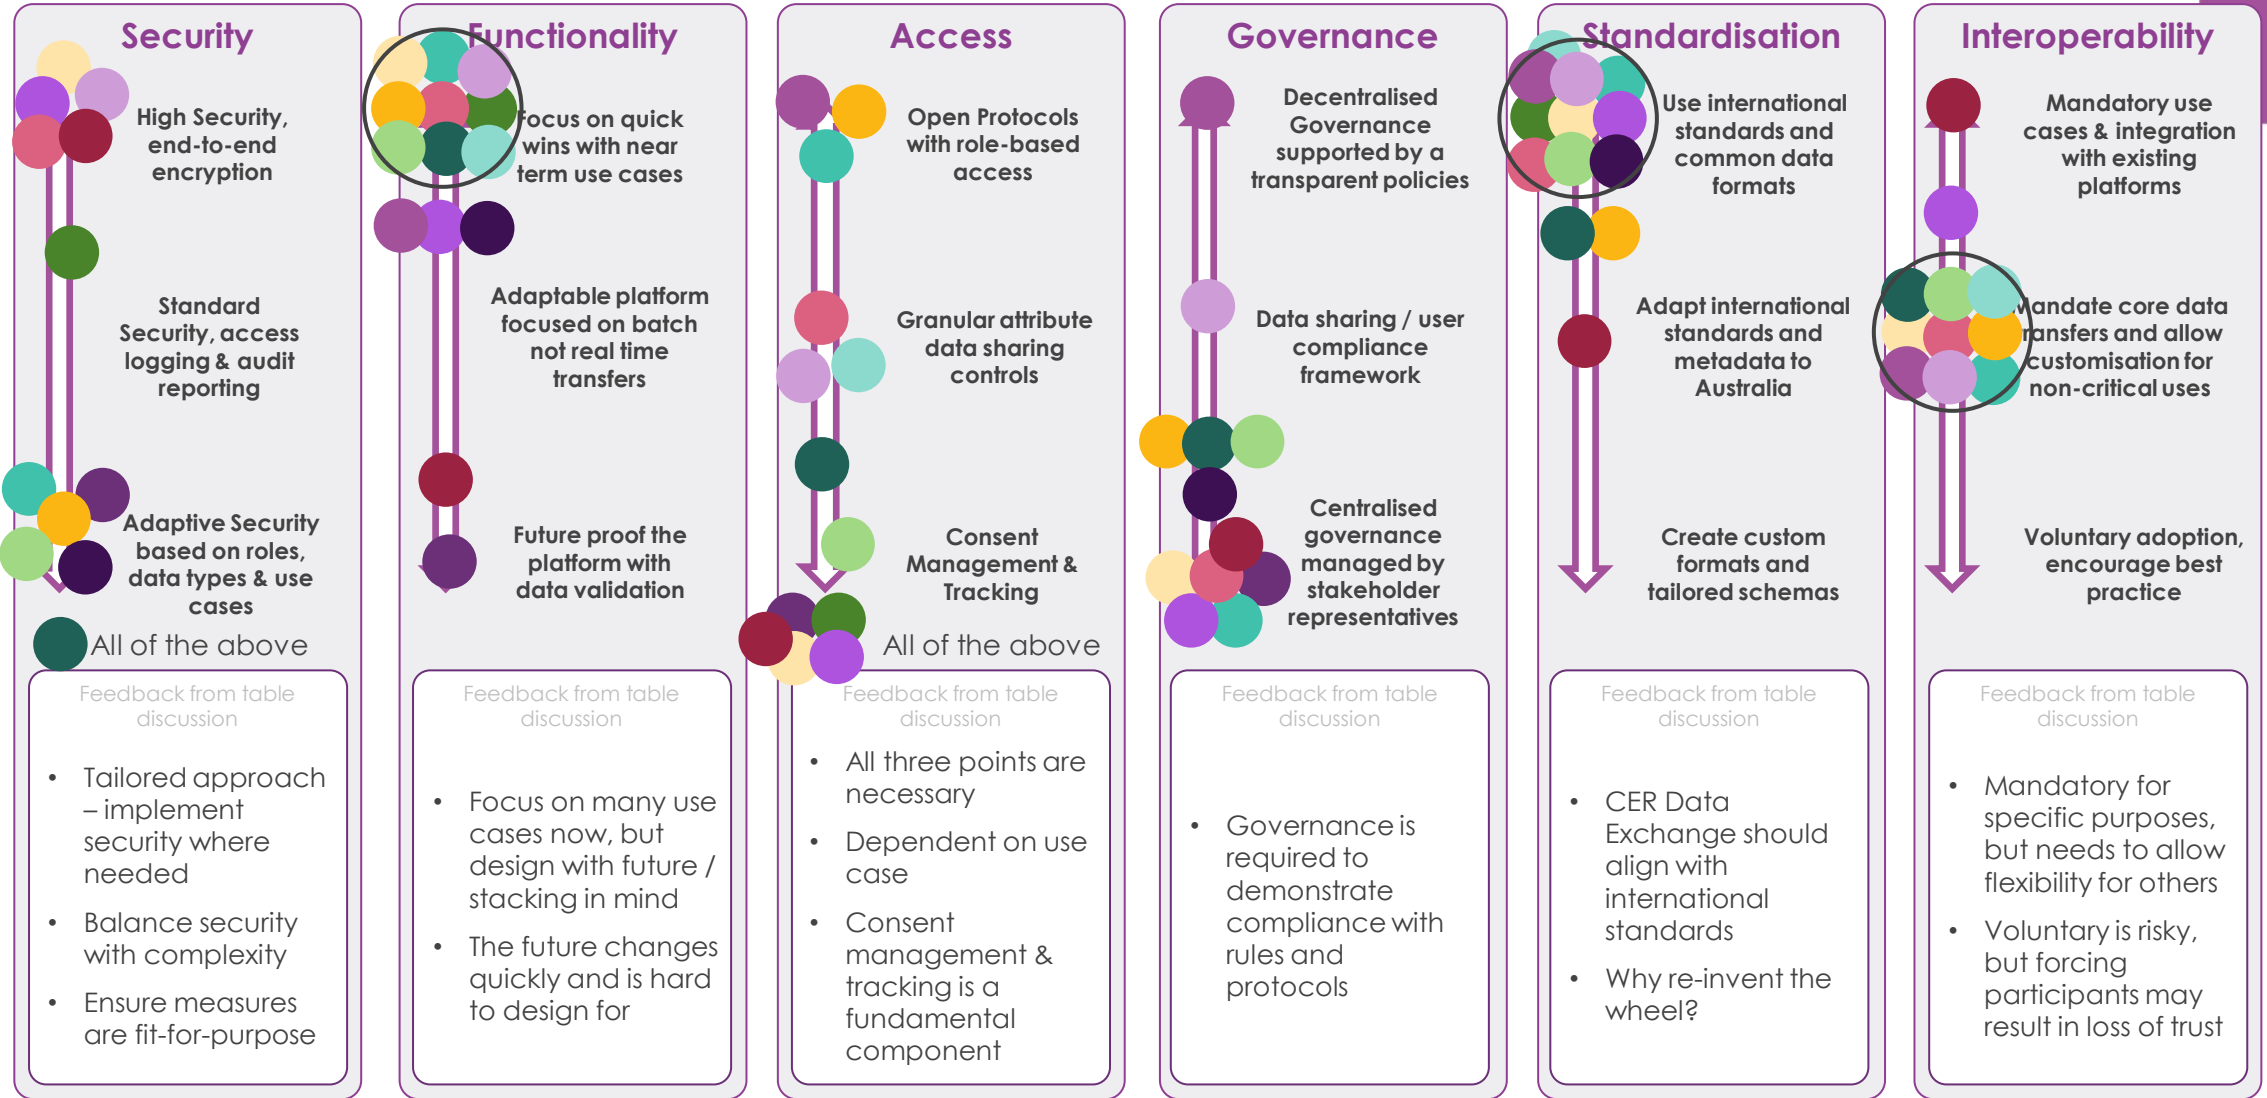 Security
High Security,
end-to-end
encryption
Standard
Security, access
logging & audit
reporting
Adaptive Security
based on roles,
data types & use
cases
All of the above
Feedback from table
discussion
• Tailored approach
– implement
security where
needed
• Balance security
with complexity
• Ensure measures
are fit-for-purpose
Functionality
Focus on quick
wins with near
term use cases
Adaptable platform
focused on batch
not real time
transfers
Future proof the
platform with
data validation
Feedback from table
discussion
• Focus on many use
cases now, but
design with future /
stacking in mind
• The future changes
quickly and is hard
to design for
Access
Open Protocols
with role-based
access
Granular attribute
data sharing
controls
Consent
Management &
Tracking
All of the above
Feedback from table
discussion
• All three points are
necessary
• Dependent on use
case
• Consent
management &
tracking is a
fundamental
component
Governance
Decentralised
Governance
supported by a
transparent policies
Data sharing / user
compliance
framework
Centralised
governance
managed by
stakeholder
representatives
Feedback from table
discussion
• Governance is
required to
demonstrate
compliance with
rules and
protocols
Standardisation
Use international
standards and
common data
formats
Adapt international
standards and
metadata to
Australia
Create custom
formats and
tailored schemas
Feedback from table
discussion
• CER Data
Exchange should
align with
international
standards
• Why re-invent the
wheel?
Interoperability
Mandatory use
cases & integration
with existing
platforms
Mandate core data
transfers and allow
customisation for
non-critical uses
Voluntary adoption,
encourage best
practice
Feedback from table
discussion
• Mandatory for
specific purposes,
but needs to allow
flexibility for others
• Voluntary is risky,
but forcing
participants may
result in loss of trust